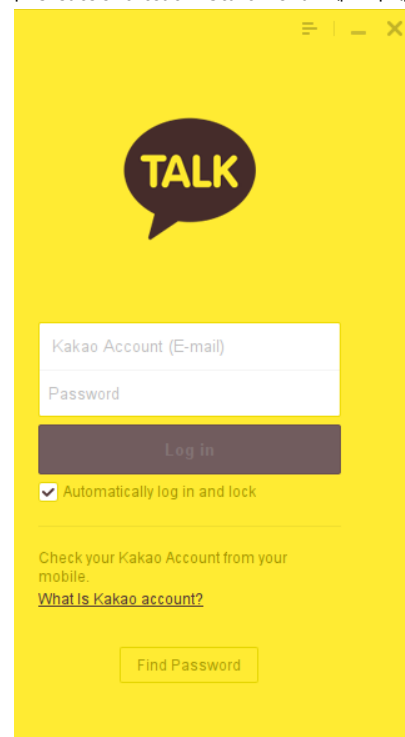 TALK
Kakao Account (E-mail)
Password
Log in
Automatically log in and lock
Check your Kakao Account from your
mobile.
What Is Kakao account?
Find Password